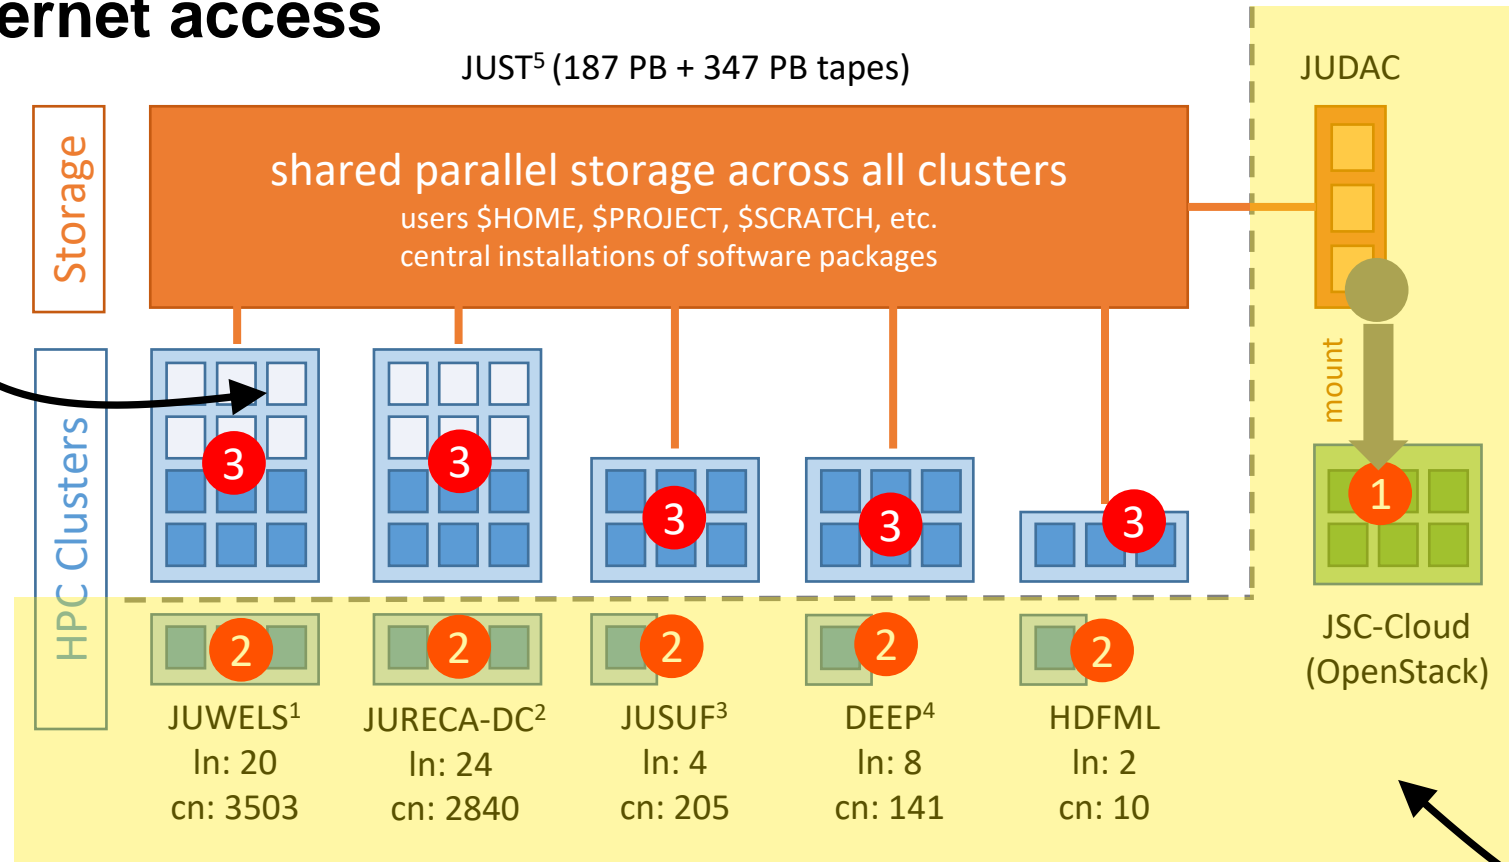 ernet access
JUST⁵ (187 PB + 347 PB tapes)
JUDAC
Storage
shared parallel storage across all clusters
users $HOME, $PROJECT, $SCRATCH, etc.
central installations of software packages
mount
HPC Clusters
3
3
3
3
3
1
2
2
2
2
2
JSC-Cloud
(OpenStack)
JUWELS¹
ln: 20
cn: 3503
JURECA-DC²
ln: 24
cn: 2840
JUSUF³
ln: 4
cn: 205
DEEP⁴
ln: 8
cn: 141
HDFML
ln: 2
cn: 10